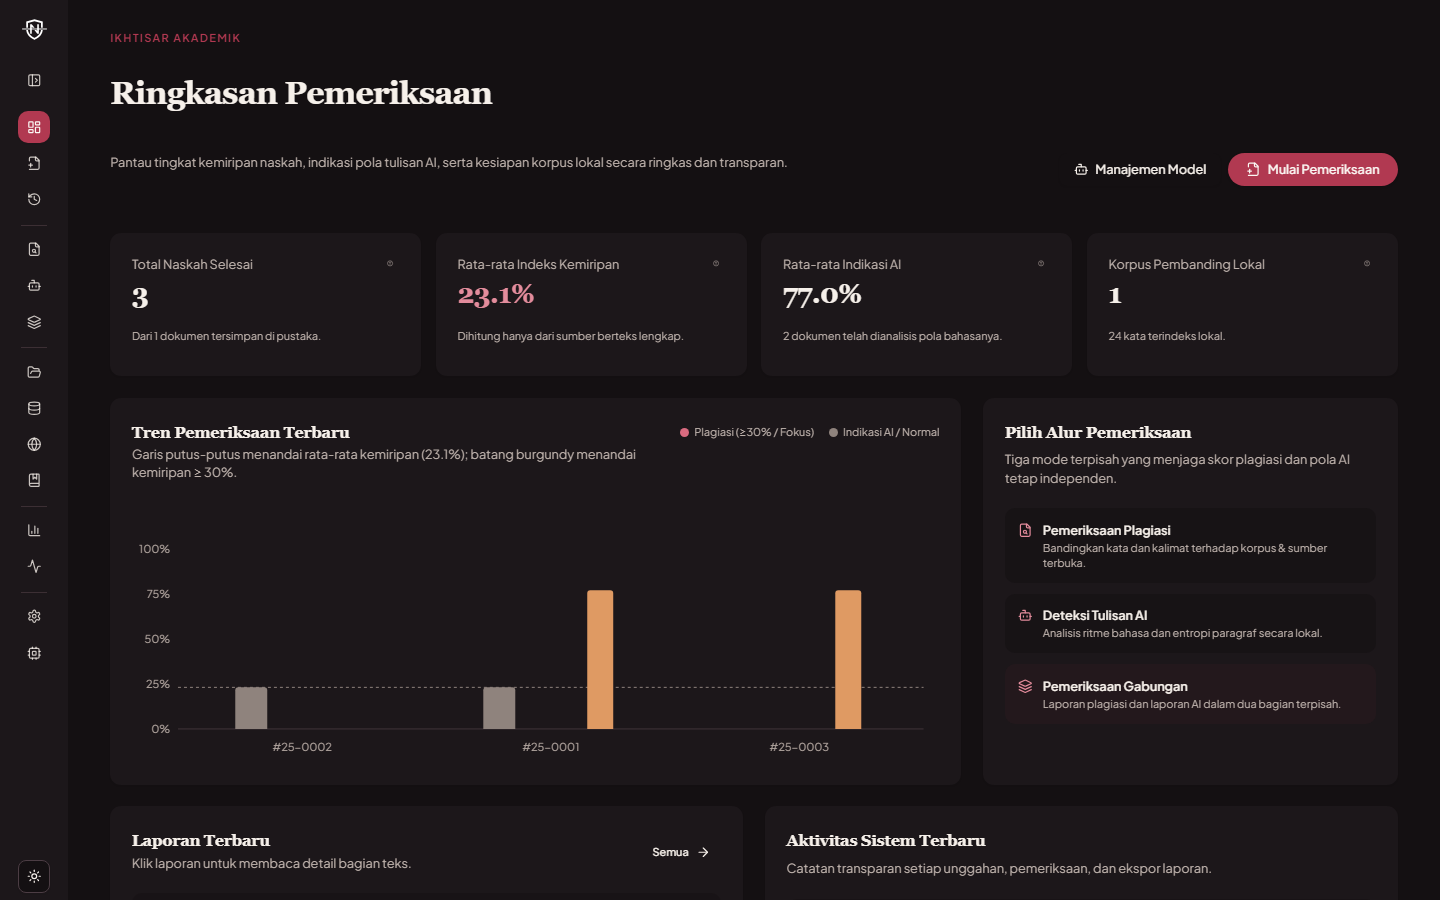 IKHTISAR AKADEMIK
Ringkasan Pemeriksaan
Pantau tingkat kemiripan naskah, indikasi pola tulisan AI, serta kesiapan korpus lokal secara ringkas dan transparan.
Manajemen Model
Mulai Pemeriksaan
Total Naskah Selesai
3
Dari 1 dokumen tersimpan di pustaka.
Rata-rata Indeks Kemiripan
23.1%
Dihitung hanya dari sumber berteks lengkap.
Rata-rata Indikasi AI
77.0%
2 dokumen telah dianalisis pola bahasanya.
Korpus Pembanding Lokal
1
24 kata terindeks lokal.
Tren Pemeriksaan Terbaru
Garis putus-putus menandai rata-rata kemiripan (23.1%); batang burgundy menandai
kemiripan ≥ 30%.
Plagiasi (≥30% / Fokus)
Indikasi AI / Normal
100%
75%
50%
25%
0%
#25-0002
#25-0001
#25-0003
Pilih Alur Pemeriksaan
Tiga mode terpisah yang menjaga skor plagiasi dan pola AI
tetap independen.
Pemeriksaan Plagiasi
Bandingkan kata dan kalimat terhadap korpus & sumber
terbuka.
Deteksi Tulisan AI
Analisis ritme bahasa dan entropi paragraf secara lokal.
Pemeriksaan Gabungan
Laporan plagiasi dan laporan AI dalam dua bagian terpisah.
Laporan Terbaru
Klik laporan untuk membaca detail bagian teks.
Semua
Aktivitas Sistem Terbaru
Catatan transparan setiap unggahan, pemeriksaan, dan ekspor laporan.